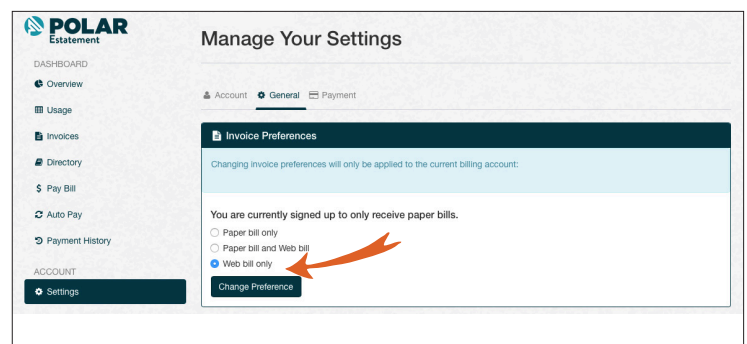 POLAR
Estatement
DASHBOARD
Overview
Usage
Invoices
Directory
$ Pay Bill
Auto Pay
Payment History
ACCOUNT
Settings
Manage Your Settings
Account General Payment
Invoice Preferences
Changing invoice preferences will only be applied to the current billing account:
You are currently signed up to only receive paper bills.
Paper bill only
Paper bill and Web bill
Web bill only
Change Preference